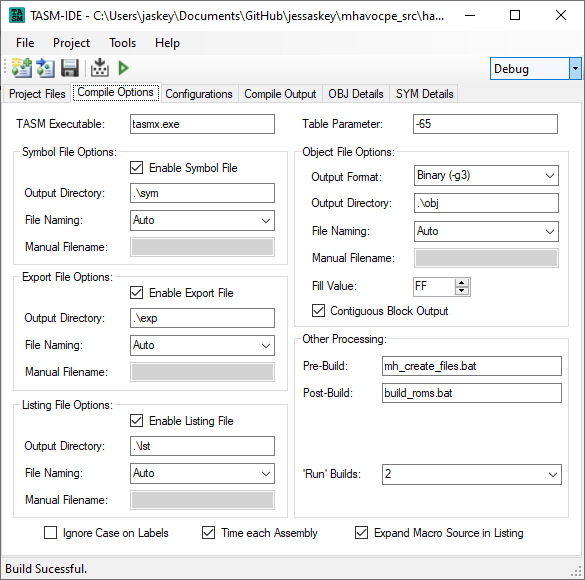 TASM-IDE - C:\Users\jaskey\Documents\GitHub\jessaskey\mhavocpe_src\ha...
File Project Tools Help
Debug
Project Files Compile Options Configurations Compile Output OBJ Details SYM Details
TASM Executable: tasmx.exe
Table Parameter: -65
Symbol File Options:
Enable Symbol File
Output Directory: .\sym
File Naming: Auto
Manual Filename:
Export File Options:
Enable Export File
Output Directory: .\exp
File Naming: Auto
Manual Filename:
Listing File Options:
Enable Listing File
Output Directory: .\lst
File Naming: Auto
Manual Filename:
Object File Options:
Output Format: Binary (-g3)
Output Directory: .\obj
File Naming: Auto
Manual Filename:
Fill Value: FF
Contiguous Block Output
Other Processing:
Pre-Build: mh_create_files.bat
Post-Build: build_roms.bat
'Run' Builds: 2
Ignore Case on Labels Time each Assembly Expand Macro Source in Listing
Build Sucessful.